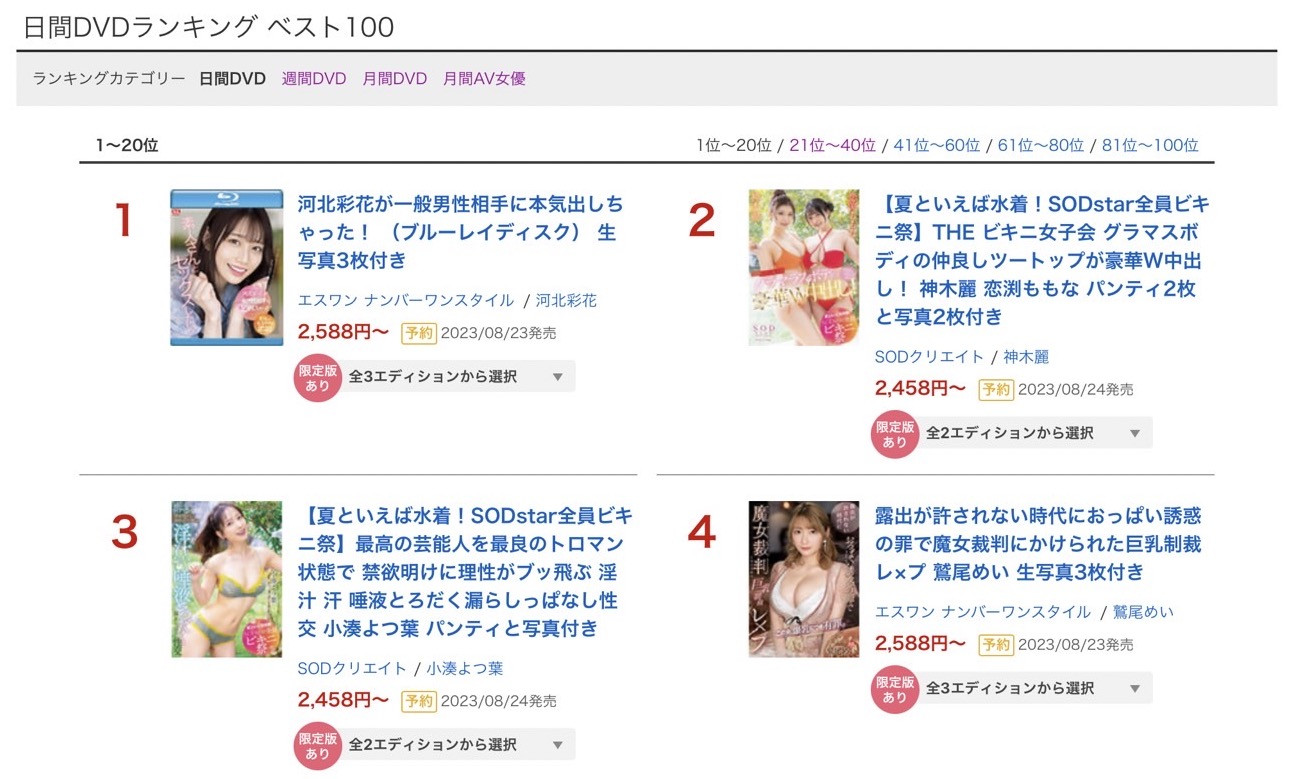 日間DVDランキング ベスト100
ランキングカテゴリー 日間DVD 週間DVD 月間DVD 月間AV女優
1〜20位
1位〜20位 / 21位〜40位 / 41位〜60位 / 61位〜80位 / 81位〜100位
1
河北彩花が一般男性相手に本気出しち
ゃった！ （ブルーレイディスク） 生
写真3枚付き
エスワン ナンバーワンスタイル / 河北彩花
2,588円〜 予約 2023/08/23発売
限定版
あり
全3エディションから選択 ▼
2
【夏といえば水着！SODstar全員ビキ
ニ祭】THE ビキニ女子会 グラマスボ
ディの仲良しツートップが豪華W中出
し！ 神木麗 恋渕ももな パンティ2枚
と写真2枚付き
SODクリエイト / 神木麗
2,458円〜 予約 2023/08/24発売
限定版
あり
全2エディションから選択 ▼
3
【夏といえば水着！SODstar全員ビキ
ニ祭】最高の芸能人を最良のトロマン
状態で 禁欲明けに理性がブッ飛ぶ 淫
汁 汗 唾液とろだく漏らしっぱなし性
交 小湊よつ葉 パンティと写真付き
SODクリエイト / 小湊よつ葉
2,458円〜 予約 2023/08/24発売
限定版
あり
全2エディションから選択 ▼
4
魔女裁判
露出が許されない時代におっぱい誘惑
の罪で魔女裁判にかけられた巨乳制裁
レ×プ 鷲尾めい 生写真3枚付き
エスワン ナンバーワンスタイル / 鷲尾めい
2,588円〜 予約 2023/08/23発売
限定版
あり
全3エディションから選択 ▼